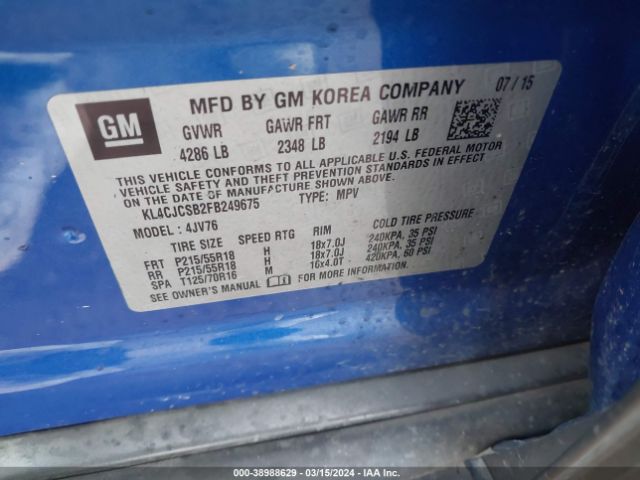 GM
MFD BY GM KOREA COMPANY 07 / 15
GVWR GAWR FRT GAWR RR
4286 LB 2348 LB 2194 LB
THIS VEHICLE CONFORMS TO ALL APPLICABLE U.S. FEDERAL MOTOR
VEHICLE SAFETY AND THEFT PREVENTION STANDARDS IN EFFECT
ON THE DATE OF MANUFACTURE SHOWN ABOVE.
KL4CJCSB2FB249675 TYPE: MPV
MODEL : 4JV76
TIRE SIZE SPEED RTG RIM COLD TIRE PRESSURE
FRT P215/55R18 H 18x7.0J 240KPA, 35 PSI
RR P215/55R18 H 18x7.0J 240KPA, 35 PSI
SPA T125/70R16 M 16x4.0T 420KPA, 60 PSI
SEE OWNER'S MANUAL FOR MORE INFORMATION.
000-38988629 - 03/15/2024 - IAA Inc.